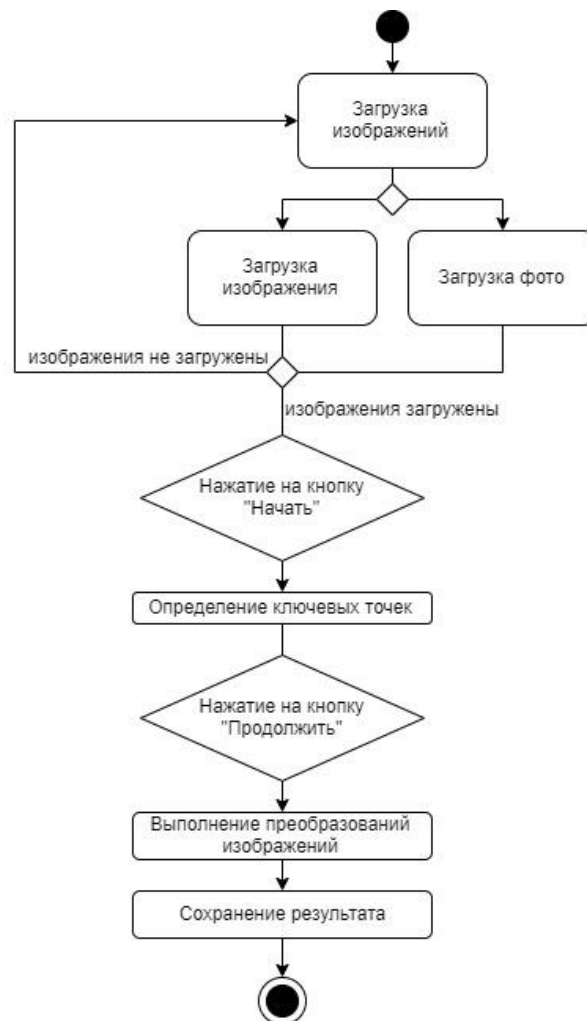 Загрузка
изображений
Загрузка
изображения
Загрузка фото
изображения не загружены
изображения загружены
Нажатие на кнопку
"Начать"
Определение ключевых точек
Нажатие на кнопку
"Продолжить"
Выполнение преобразований
изображений
Сохранение результата